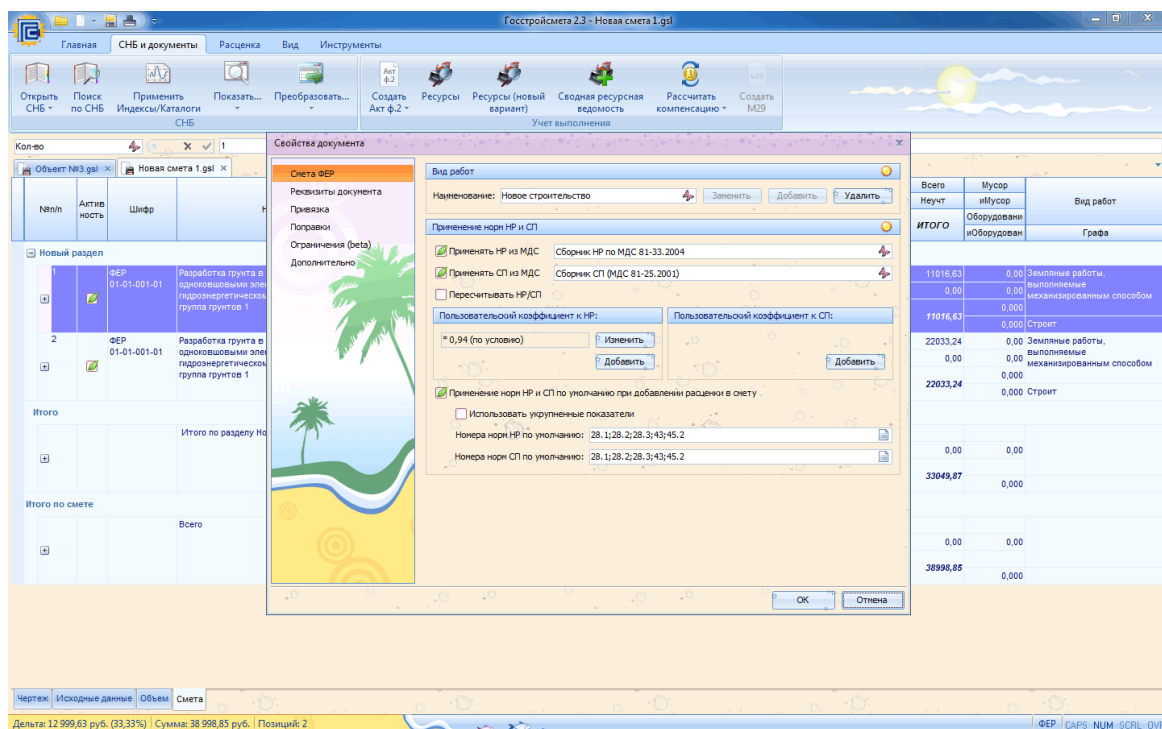 Госстройсмета 2.3 - Новая смета 1.gsl
Главная СНБ и документы Расценка Вид Инструменты
Открыть СНБ
Поиск по СНБ
Применить Индексы/Каталоги
Показать...
Преобразовать...
Акт ф.2
Создать Акт ф.2
Ресурсы
Ресурсы (новый вариант)
Сводная ресурсная ведомость
Рассчитать компенсацию
М29
Создать М29
СНБ
Учет выполнения
Кол-во 1
Объект №3.gsl Новая смета 1.gsl
№п/п
Актив
ность
Шифр
Н
Всего Мусор
Неучт иМусор Вид работ
ИТОГО Оборудовани
иОборудован Графа
Новый раздел
1
ФЕР
01-01-001-01
Разработка грунта в
одноковшовыми элек
гидроэнергетическом
группа грунтов 1
11016,63 0,00 Земляные работы,
выполняемые
механизированным способом
0,00 0,00
11016,63 0,000
0,000 Строит
2
ФЕР
01-01-001-01
Разработка грунта в
одноковшовыми элек
гидроэнергетическом
группа грунтов 1
22033,24 0,00 Земляные работы,
выполняемые
механизированным способом
0,00 0,00
22033,24 0,000
0,000 Строит
Итого
Итого по разделу Но
0,00 0,00
33049,87
0,000
Итого по смете
Всего
0,00 0,00
38998,85
0,000
Свойства документа
Смета ФЕР
Реквизиты документа
Привязка
Поправки
Ограничения (beta)
Дополнительно
Вид работ
Наименование: Новое строительство Заменить Добавить Удалить
Применение норм НР и СП
Применять НР из МДС Сборник НР по МДС 81-33.2004
Применять СП из МДС Сборник СП (МДС 81-25.2001)
Пересчитывать НР/СП
Пользовательский коэффициент к НР: Пользовательский коэффициент к СП:
* 0,94 (по условию) Изменить
Добавить Добавить
Применение норм НР и СП по умолчанию при добавлении расценки в смету
Использовать укрупненные показатели
Номера норм НР по умолчанию: 28.1;28.2;28.3;43;45.2
Номера норм СП по умолчанию: 28.1;28.2;28.3;43;45.2
ОК Отмена
Чертеж Исходные данные Объем Смета
Дельта: 12 999,63 руб. (33,33%) Сумма: 38 998,85 руб. Позиций: 2
ФЕР CAPS NUM SCRL OVR